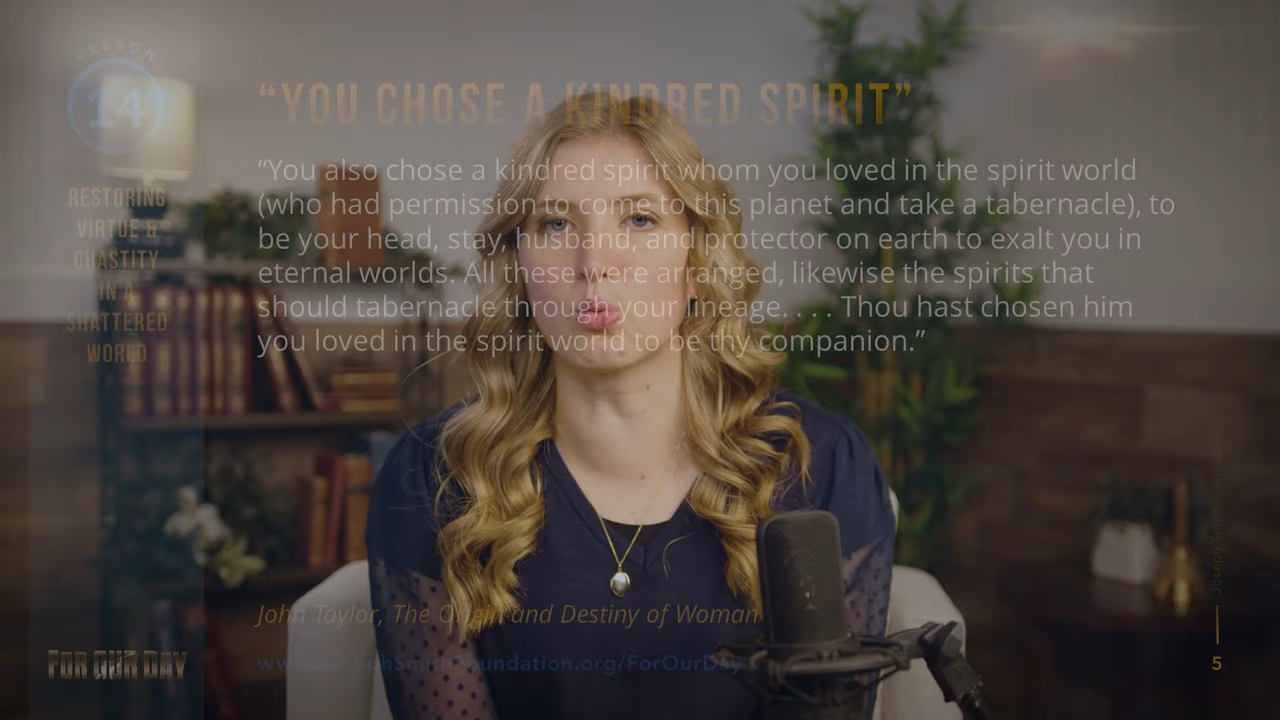 LESSON
14
RESTORING
VIRTUE &
CHASTITY
IN A
SHATTERED
WORLD
FOR OUR DAY
“YOU CHOSE A KINDRED SPIRIT”
“You also chose a kindred spirit whom you loved in the spirit world
(who had permission to come to this planet and take a tabernacle), to
be your head, stay, husband, and protector on earth to exalt you in
eternal worlds. All these were arranged, likewise the spirits that
should tabernacle through your lineage. . . . Thou hast chosen him
you loved in the spirit world to be thy companion.”
John Taylor, The Origin and Destiny of Woman
www.JosephSmithFoundation.org/ForOurDay
Joseph Smith
5